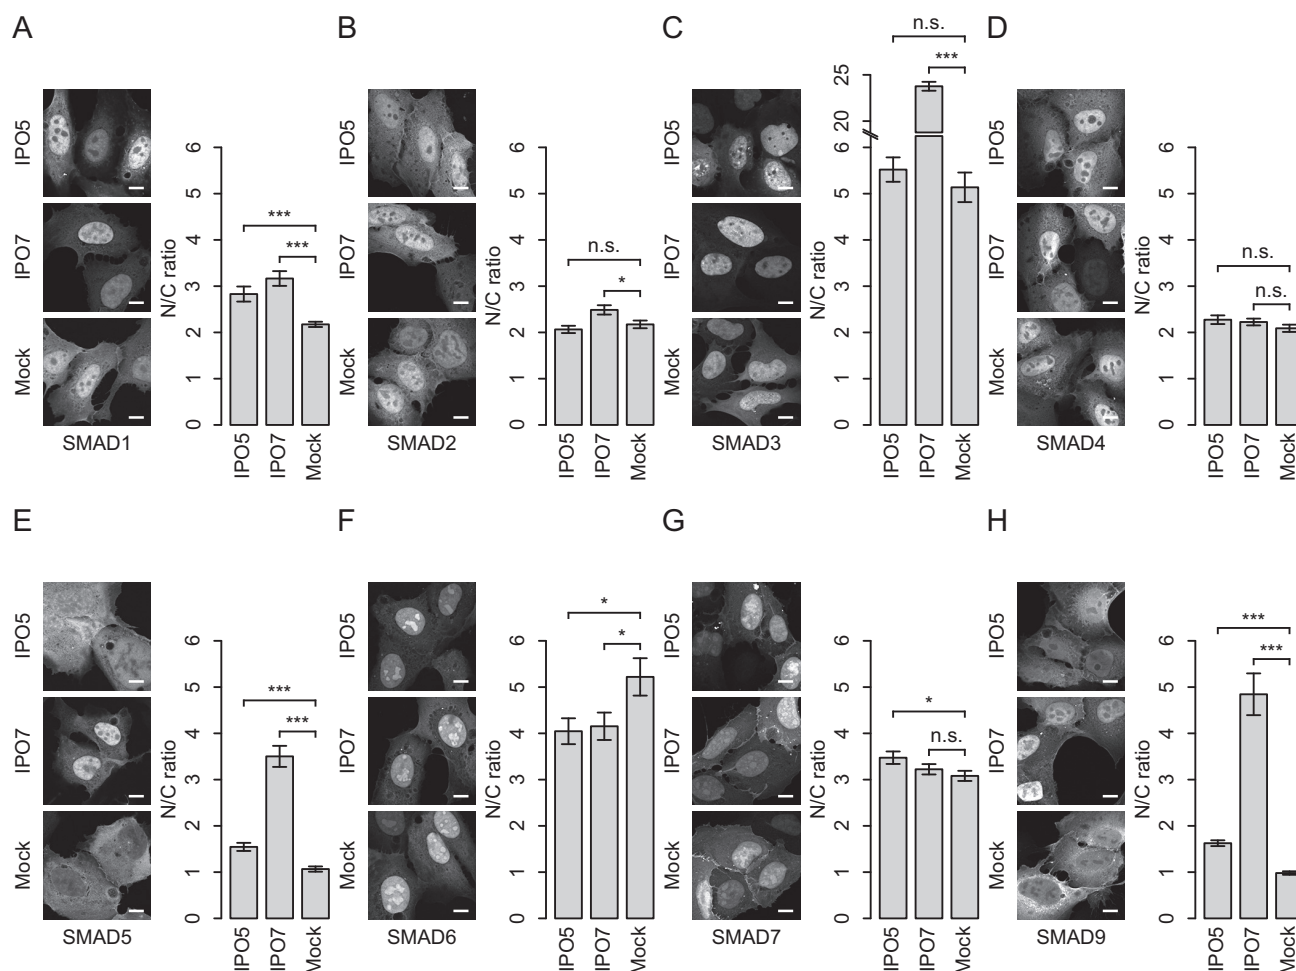 A
B
C
D
n.s.
***
25
20
IPO5
IPO7
Mock
SMAD1
N/C ratio
6
5
4
3
2
1
0
***
***
IPO5
IPO7
Mock
IPO5
IPO7
Mock
SMAD2
N/C ratio
6
5
4
3
2
1
0
n.s.
*
IPO5
IPO7
Mock
IPO5
IPO7
Mock
SMAD3
N/C ratio
6
5
4
3
2
1
0
IPO5
IPO7
Mock
IPO5
IPO7
Mock
SMAD4
N/C ratio
6
5
4
3
2
1
0
n.s.
n.s.
IPO5
IPO7
Mock
E
F
G
H
IPO5
IPO7
Mock
SMAD5
N/C ratio
6
5
4
3
2
1
0
***
***
IPO5
IPO7
Mock
IPO5
IPO7
Mock
SMAD6
N/C ratio
6
5
4
3
2
1
0
*
*
IPO5
IPO7
Mock
IPO5
IPO7
Mock
SMAD7
N/C ratio
6
5
4
3
2
1
0
*
n.s.
IPO5
IPO7
Mock
IPO5
IPO7
Mock
SMAD9
N/C ratio
6
5
4
3
2
1
0
***
***
IPO5
IPO7
Mock